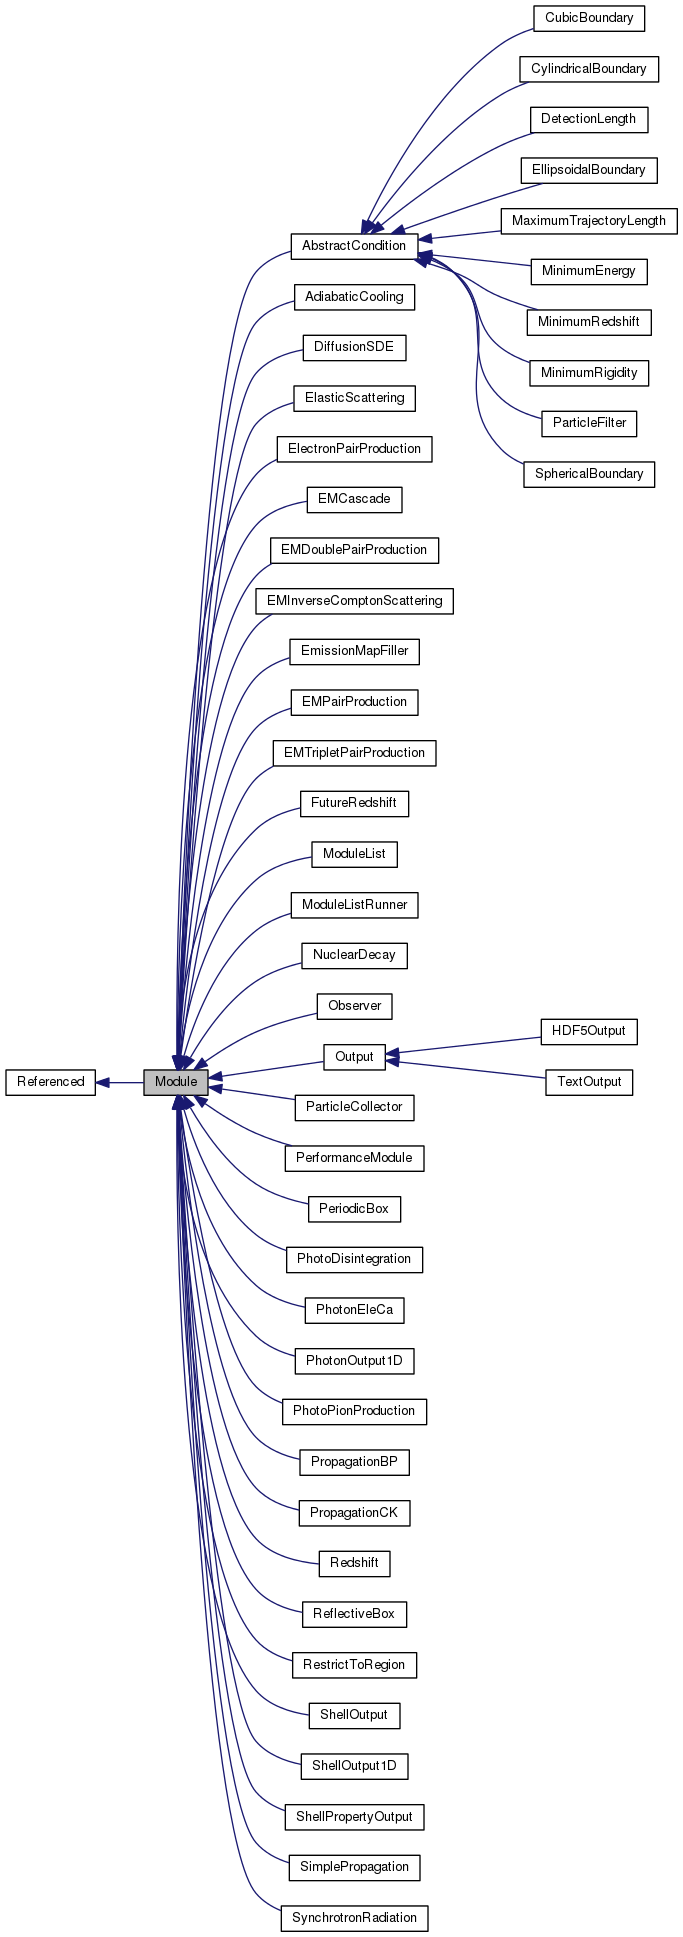 CubicBoundary
CylindricalBoundary
DetectionLength
EllipsoidalBoundary
MaximumTrajectoryLength
AbstractCondition
MinimumEnergy
AdiabaticCooling
MinimumRedshift
DiffusionSDE
MinimumRigidity
ElasticScattering
ParticleFilter
ElectronPairProduction
SphericalBoundary
EMCascade
EMDoublePairProduction
EMInverseComptonScattering
EmissionMapFiller
EMPairProduction
EMTripletPairProduction
FutureRedshift
ModuleList
ModuleListRunner
NuclearDecay
Observer
HDF5Output
Output
Referenced
Module
TextOutput
ParticleCollector
PerformanceModule
PeriodicBox
PhotoDisintegration
PhotonEleCa
PhotonOutput1D
PhotoPionProduction
PropagationBP
PropagationCK
Redshift
ReflectiveBox
RestrictToRegion
ShellOutput
ShellOutput1D
ShellPropertyOutput
SimplePropagation
SynchrotronRadiation